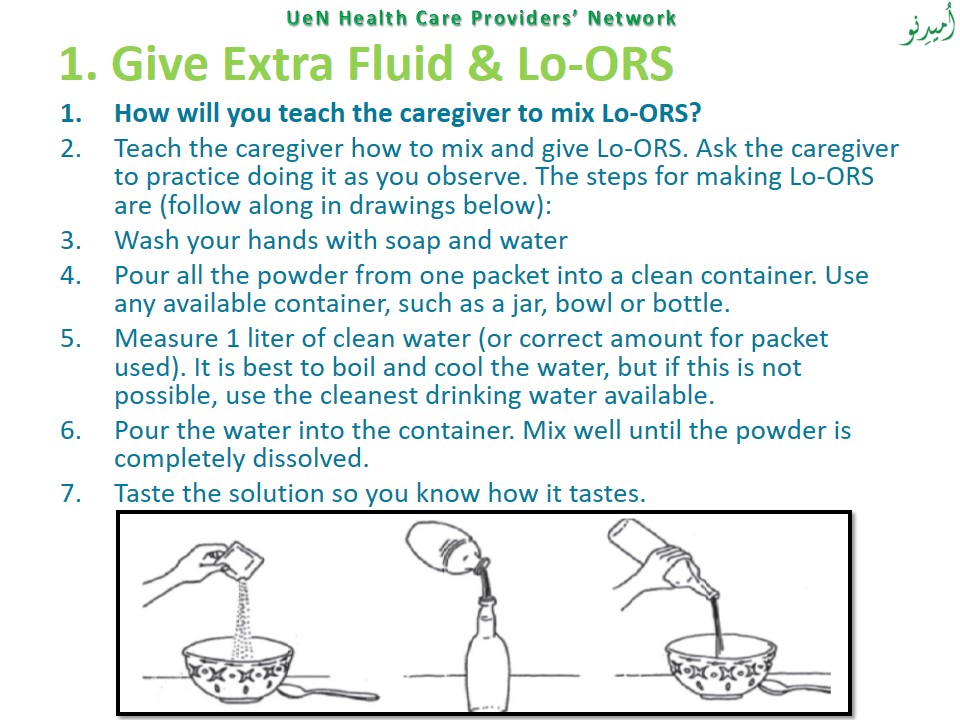 UeN Health Care Providers’ Network
اُمیدِنو
1. Give Extra Fluid & Lo-ORS
1. How will you teach the caregiver to mix Lo-ORS?
2. Teach the caregiver how to mix and give Lo-ORS. Ask the caregiver
to practice doing it as you observe. The steps for making Lo-ORS
are (follow along in drawings below):
3. Wash your hands with soap and water
4. Pour all the powder from one packet into a clean container. Use
any available container, such as a jar, bowl or bottle.
5. Measure 1 liter of clean water (or correct amount for packet
used). It is best to boil and cool the water, but if this is not
possible, use the cleanest drinking water available.
6. Pour the water into the container. Mix well until the powder is
completely dissolved.
7. Taste the solution so you know how it tastes.